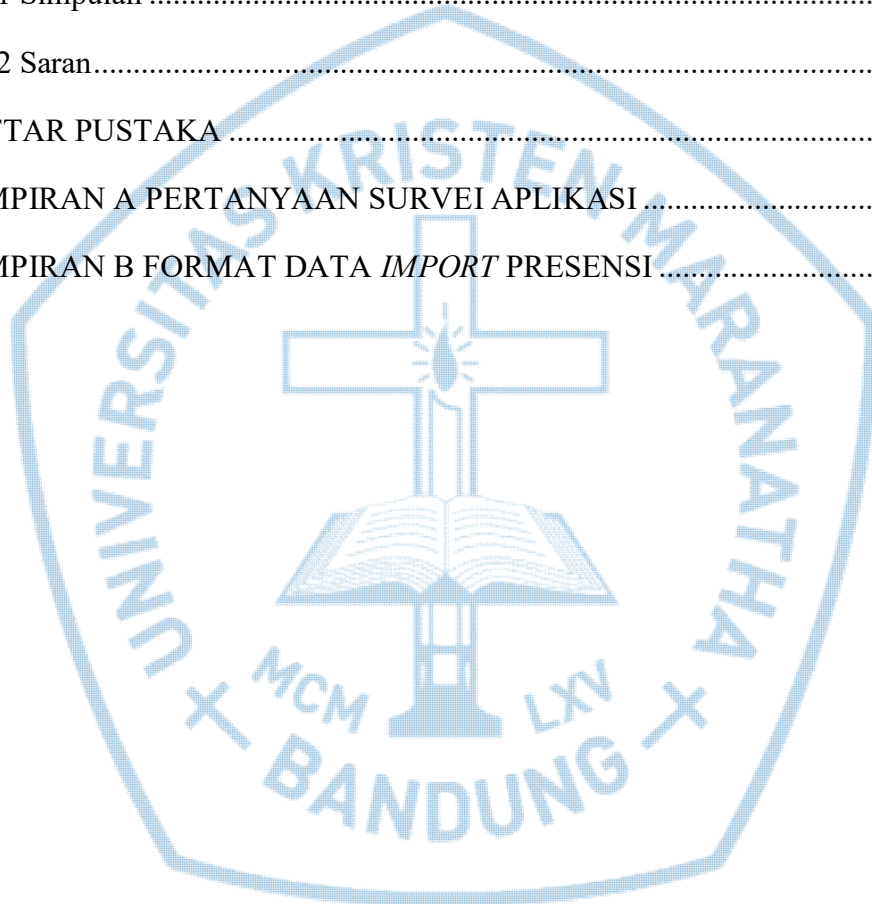 1 Simpulan ...........................................................................................
2 Saran..................................................................................................
TAR PUSTAKA ..................................................................................
MPIRAN A PERTANYAAN SURVEI APLIKASI .............................
MPIRAN B FORMAT DATA IMPORT PRESENSI ...........................
UNIVERSITAS KRISTEN MARANATHA
MCM LXV
BANDUNG